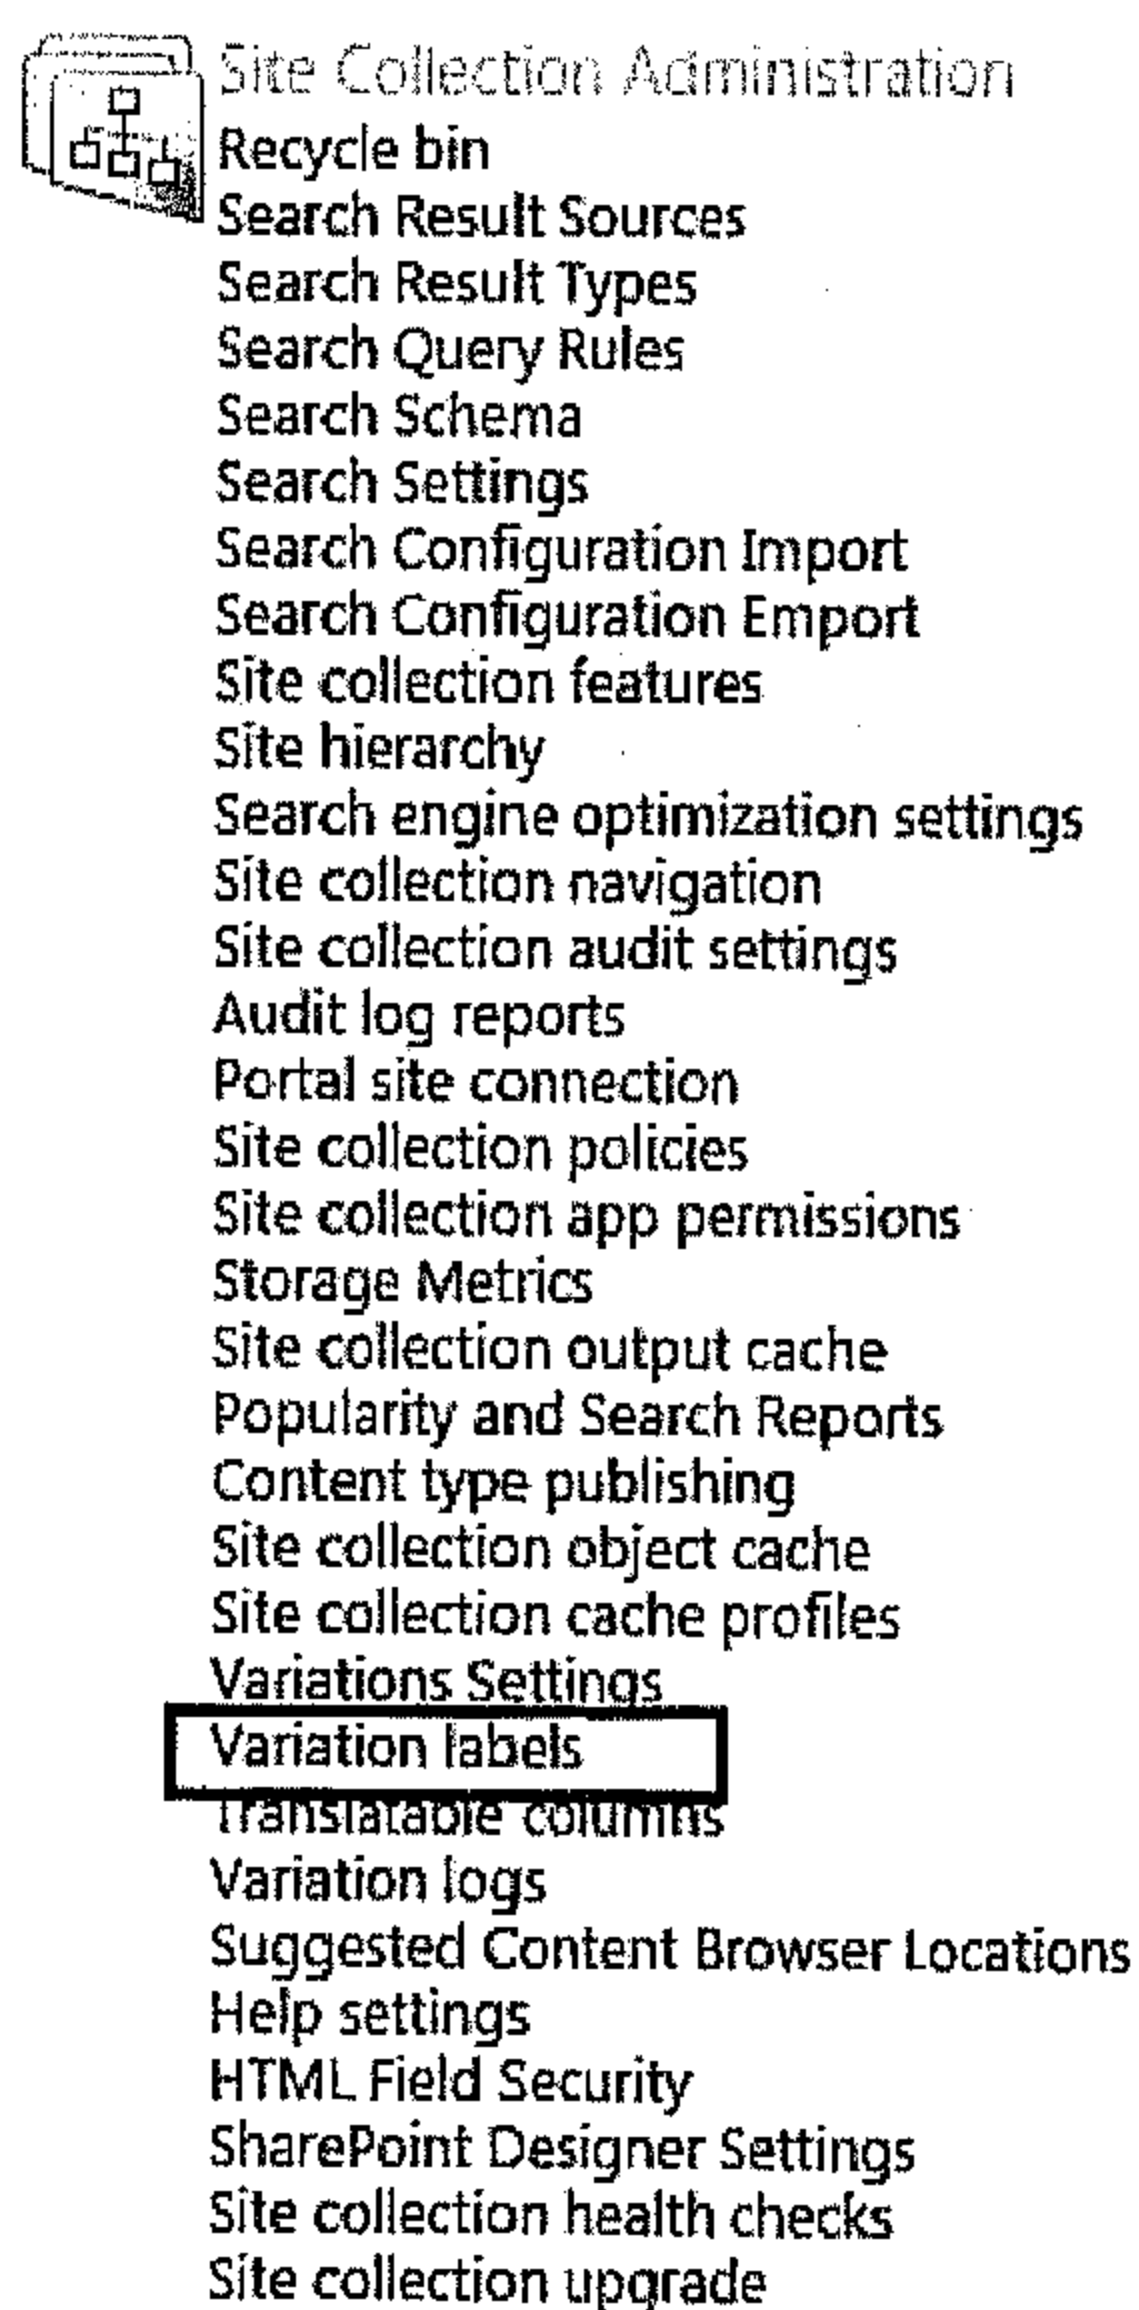 Site Collection Administration
Recycle bin
Search Result Sources
Search Result Types
Search Query Rules
Search Schema
Search Settings
Search Configuration Import
Search Configuration Emport
Site collection features
Site hierarchy
Search engine optimization settings
Site collection navigation
Site collection audit settings
Audit log reports
Portal site connection
Site collection policies
Site collection app permissions
Storage Metrics
Site collection output cache
Popularity and Search Reports
Content type publishing
Site collection object cache
Site collection cache profiles
Variations Settings
Variation labels
Translatable columns
Variation logs
Suggested Content Browser Locations
Help settings
HTML Field Security
SharePoint Designer Settings
Site collection health checks
Site collection upgrade